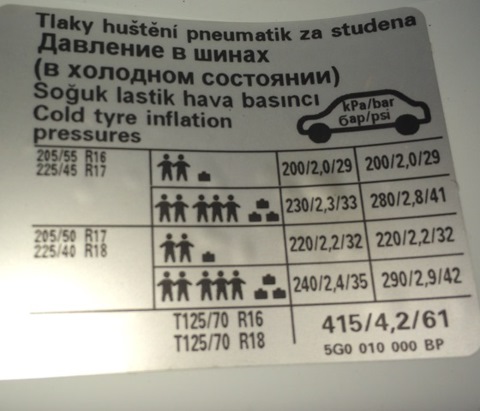 Tlaky huštění pneumatik za studena
Давление в шинах
(в холодном состоянии)
Soğuk lastik hava basıncı
Cold tyre inflation
pressures
kPa/bar
бар/psi
205/55 R16
225/45 R17
200/2,0/29 200/2,0/29
230/2,3/33 280/2,8/41
205/50 R17
225/40 R18
220/2,2/32 220/2,2/32
240/2,4/35 290/2,9/42
T125/70 R16
T125/70 R18
415/4,2/61
5G0 010 000 BP